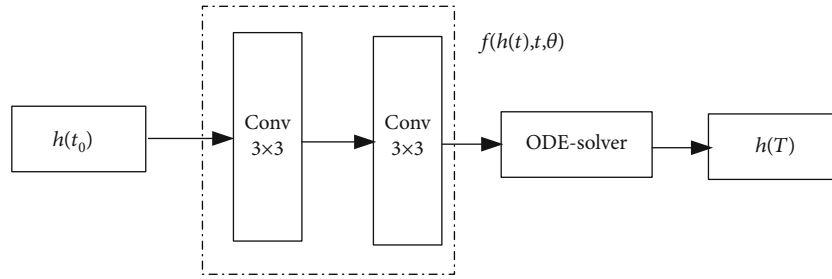 f(h(t),t,θ)
h(t₀)
Conv
3×3
Conv
3×3
ODE-solver
h(T)